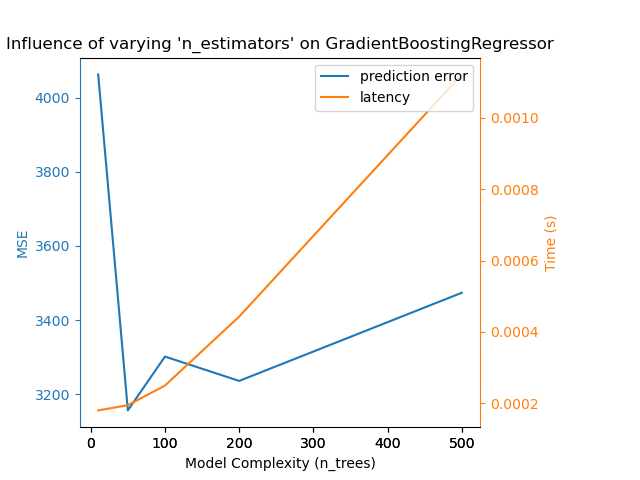 Influence of varying 'n_estimators' on GradientBoostingRegressor
prediction error
latency
4000
3800
3600
3400
3200
MSE
0.0010
0.0008
0.0006
0.0004
0.0002
Time (s)
0 100 200 300 400 500
Model Complexity (n_trees)